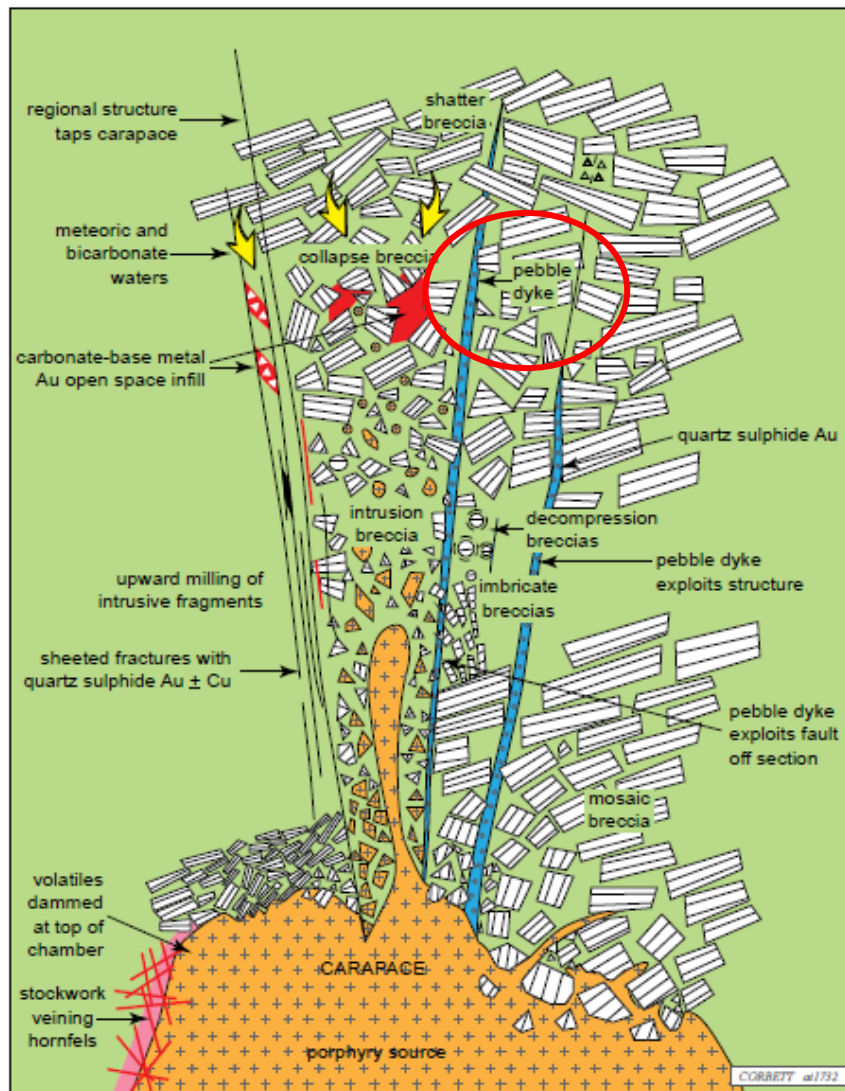 regional structure
taps carapace
shatter
breccia
meteoric and
bicarbonate
waters
collapse breccia
pebble
dyke
carbonate-base metal
Au open space infill
quartz sulphide Au
intrusion
breccia
decompression
breccias
upward milling of
intrusive fragments
imbricate
breccias
pebble dyke
exploits structure
sheeted fractures with
quartz sulphide Au ± Cu
pebble dyke
exploits fault
off section
mosaic
breccia
volatiles
dammed
at top of
chamber
CARAPACE
stockwork
veining
hornfels
porphyry source
CORBETT at1732